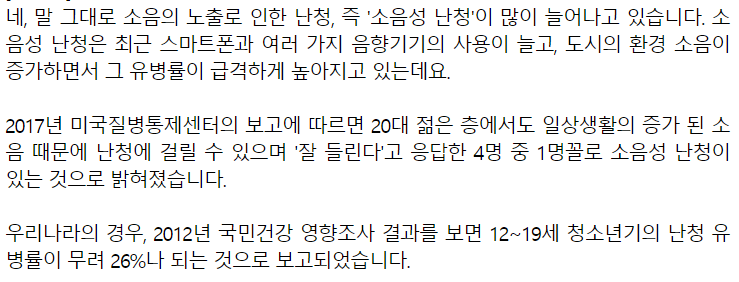 네, 말 그대로 소음의 노출로 인한 난청, 즉 '소음성 난청'이 많이 늘어나고 있습니다. 소
음성 난청은 최근 스마트폰과 여러 가지 음향기기의 사용이 늘고, 도시의 환경 소음이
증가하면서 그 유병률이 급격하게 높아지고 있는데요.
2017년 미국질병통제센터의 보고에 따르면 20대 젊은 층에서도 일상생활의 증가 된 소
음 때문에 난청에 걸릴 수 있으며 '잘 들린다'고 응답한 4명 중 1명꼴로 소음성 난청이
있는 것으로 밝혀졌습니다.
우리나라의 경우, 2012년 국민건강 영향조사 결과를 보면 12~19세 청소년기의 난청 유
병률이 무려 26%나 되는 것으로 보고되었습니다.